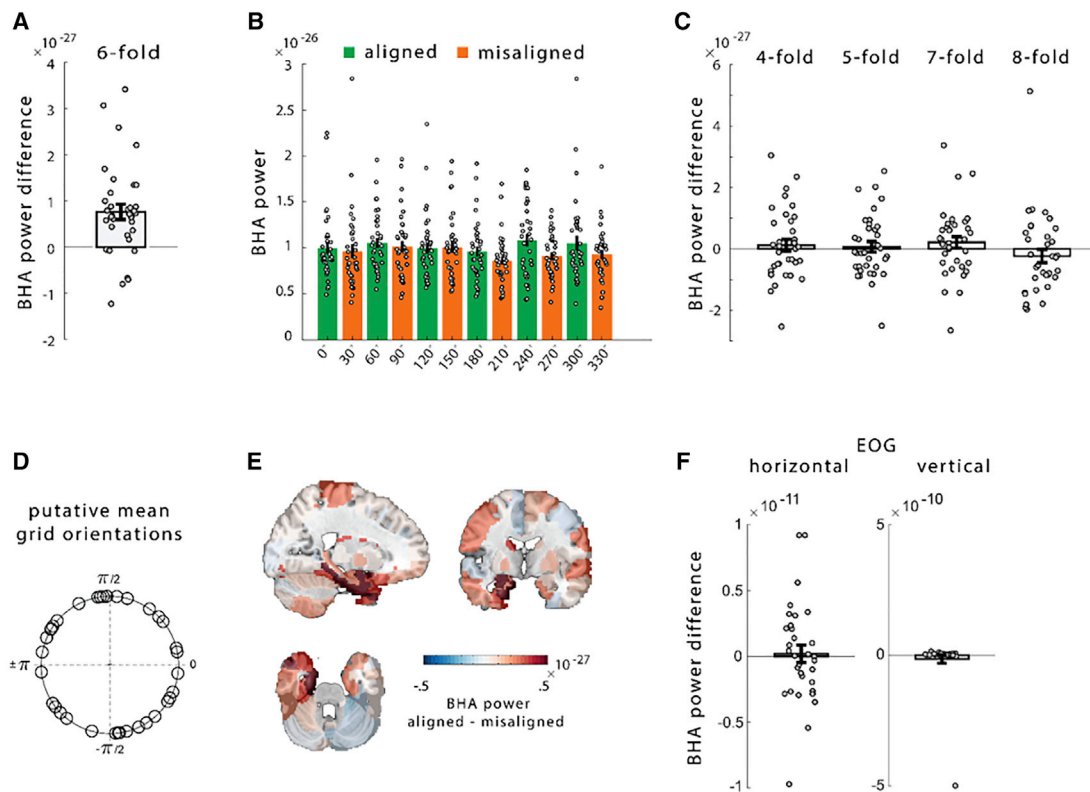 A
×10⁻²⁷
6-fold
BHA power difference
4
3
2
1
0
-1
-2
B
×10⁻²⁶
aligned
misaligned
BHA power
3
2.5
2
1.5
1
0.5
0
0°
30°
60°
90°
120°
150°
180°
210°
240°
270°
300°
330°
C
×10⁻²⁷
4-fold
5-fold
7-fold
8-fold
BHA power difference
6
4
2
0
-2
D
putative mean
grid orientations
π/2
±π
0
-π/2
E
×10⁻²⁷
-.5
.5
BHA power
aligned - misaligned
F
EOG
horizontal
vertical
×10⁻¹¹
×10⁻¹⁰
BHA power difference
1
0.5
0
-0.5
-1
5
0
-5